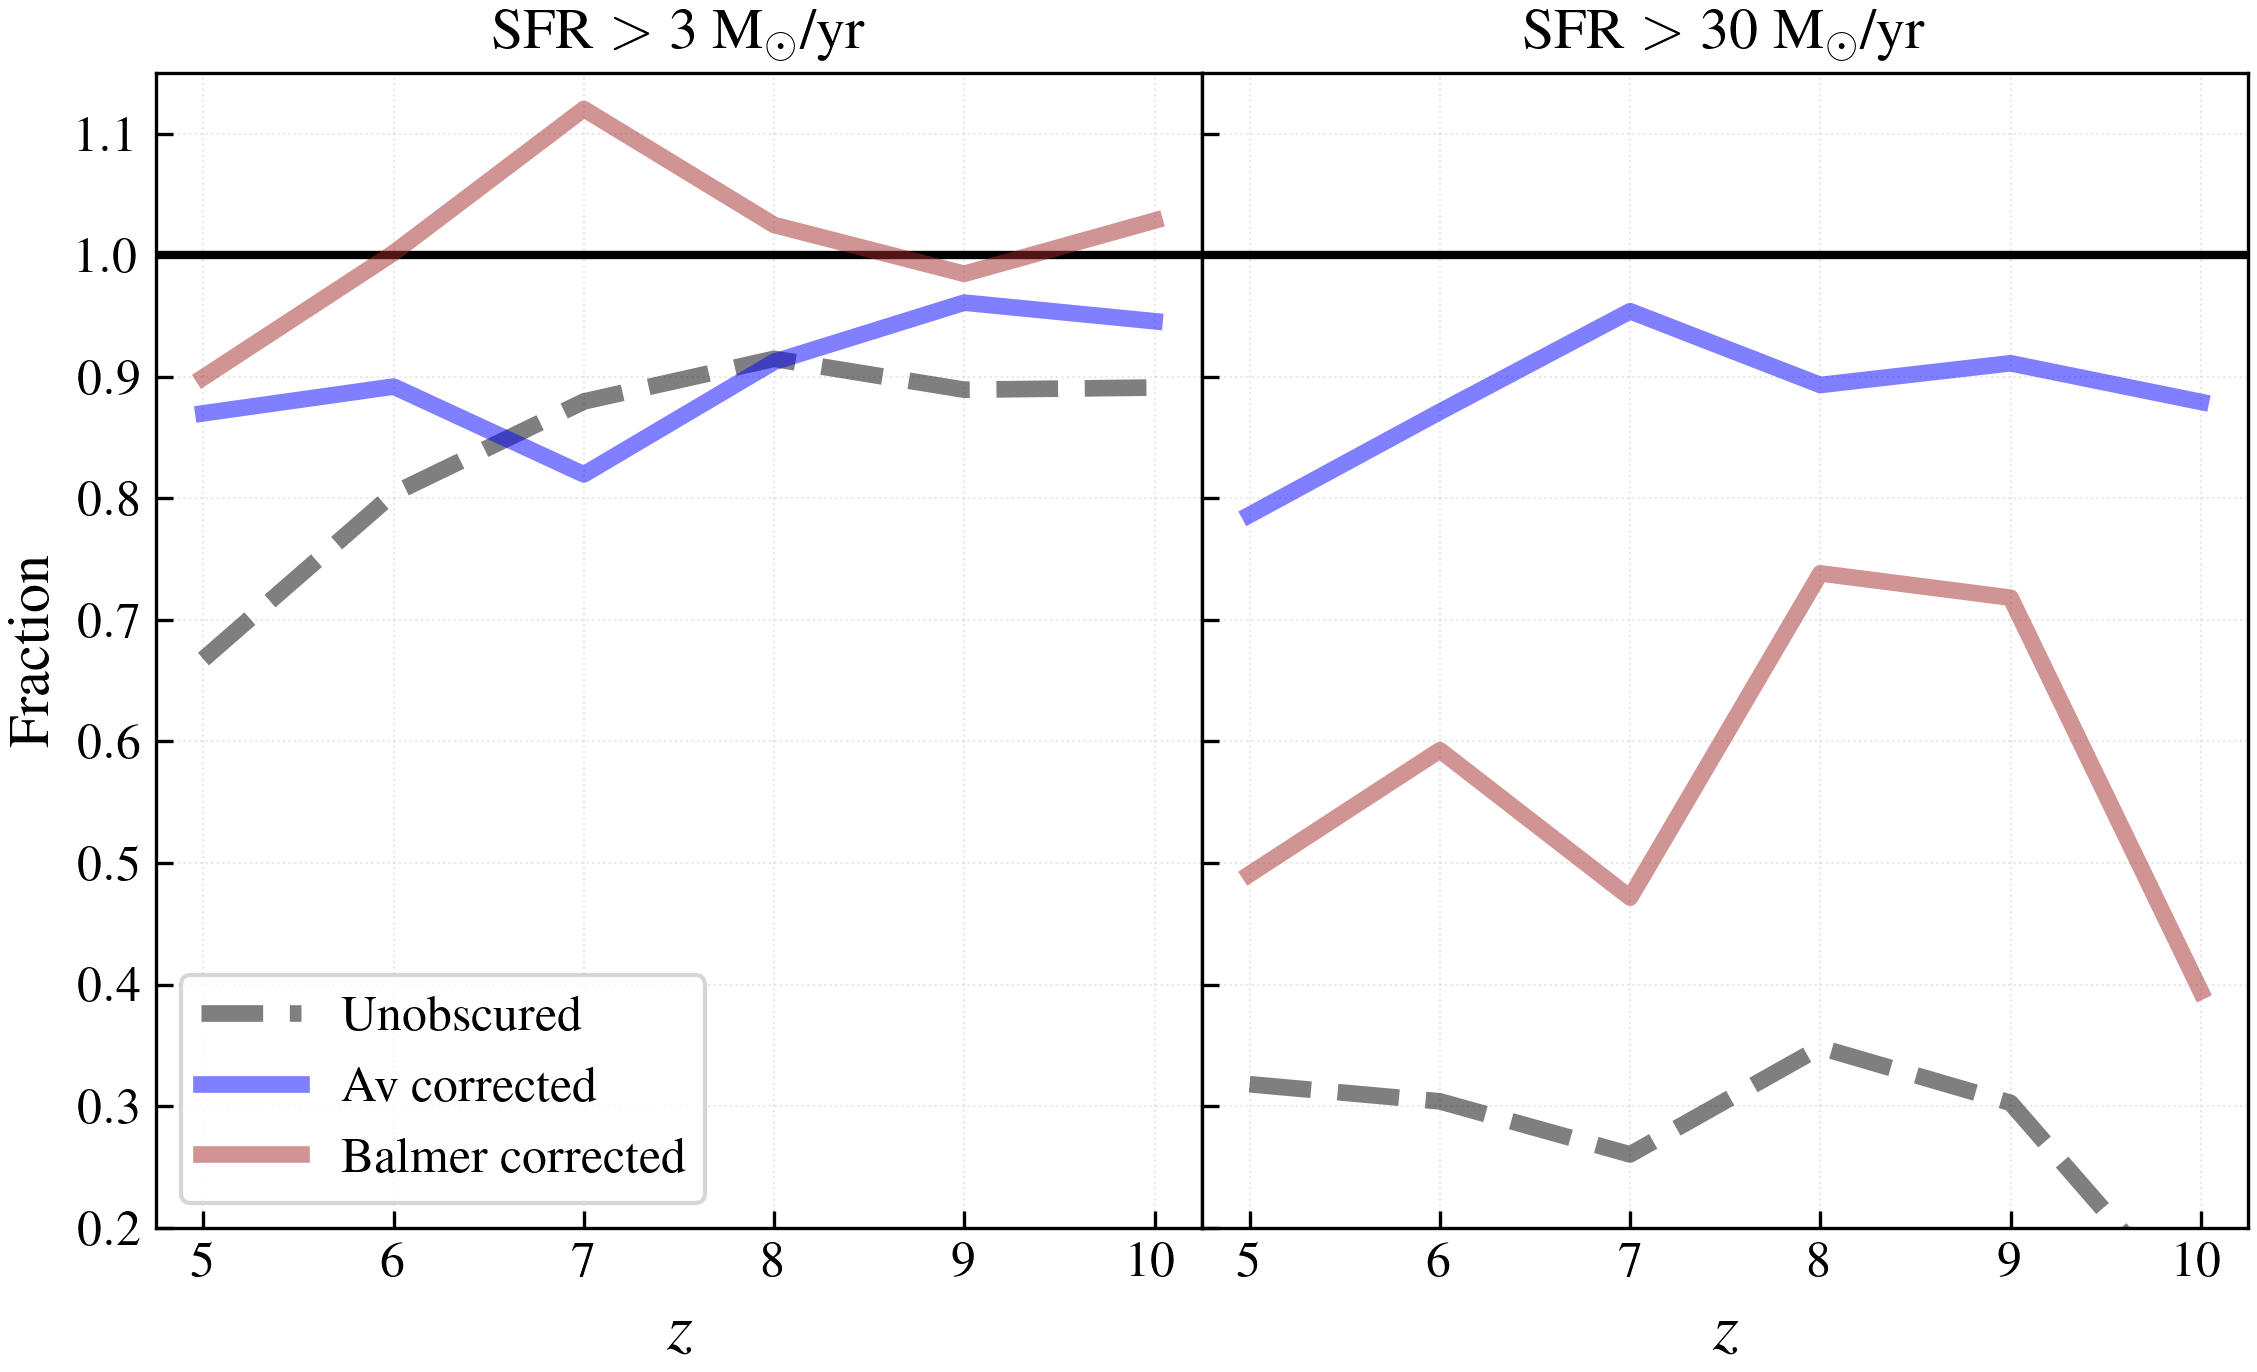 SFR > 3 M⊙/yr
SFR > 30 M⊙/yr
Fraction
1.1
1.0
0.9
0.8
0.7
0.6
0.5
0.4
0.3
0.2
Unobscured
Av corrected
Balmer corrected
5 6 7 8 9 10
5 6 7 8 9 10
z
z